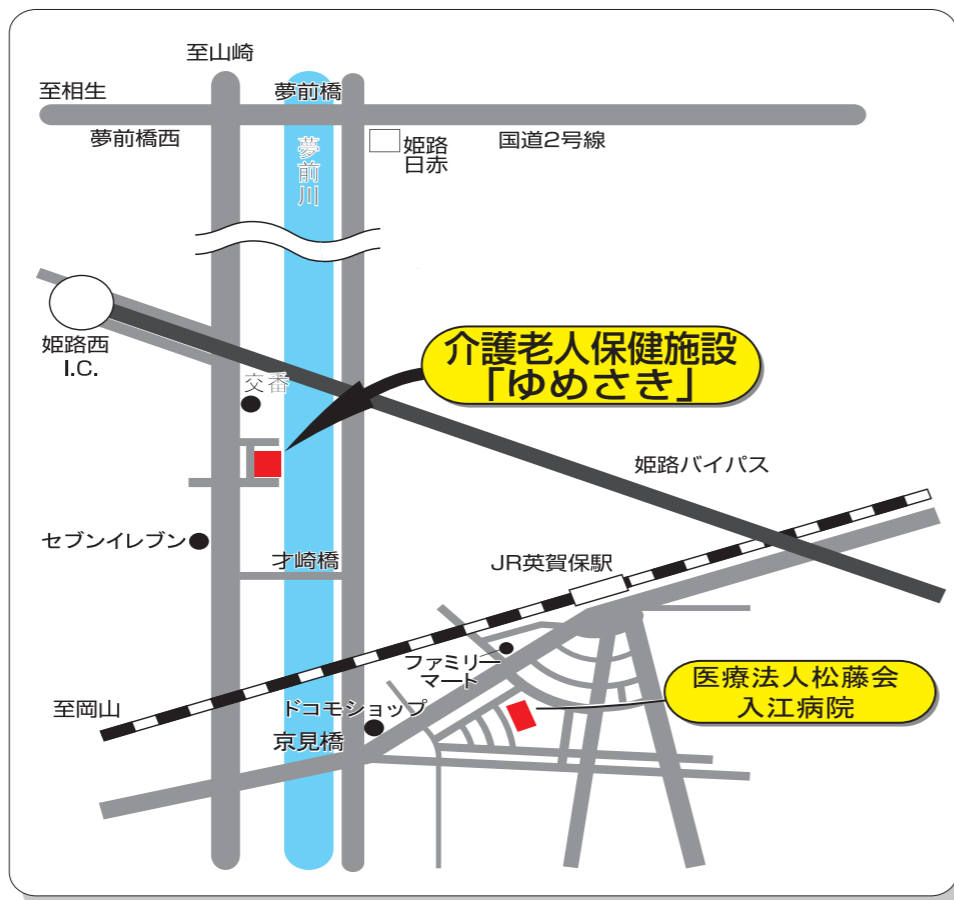 至山崎
至相生
夢前橋
夢前橋西
夢前川
姫路
日赤
国道2号線
姫路西
I.C.
介護老人保健施設
「ゆめさき」
交番
姫路バイパス
セブンイレブン
才崎橋
JR英賀保駅
ファミリー
マート
医療法人松藤会
入江病院
至岡山
ドコモショップ
京見橋